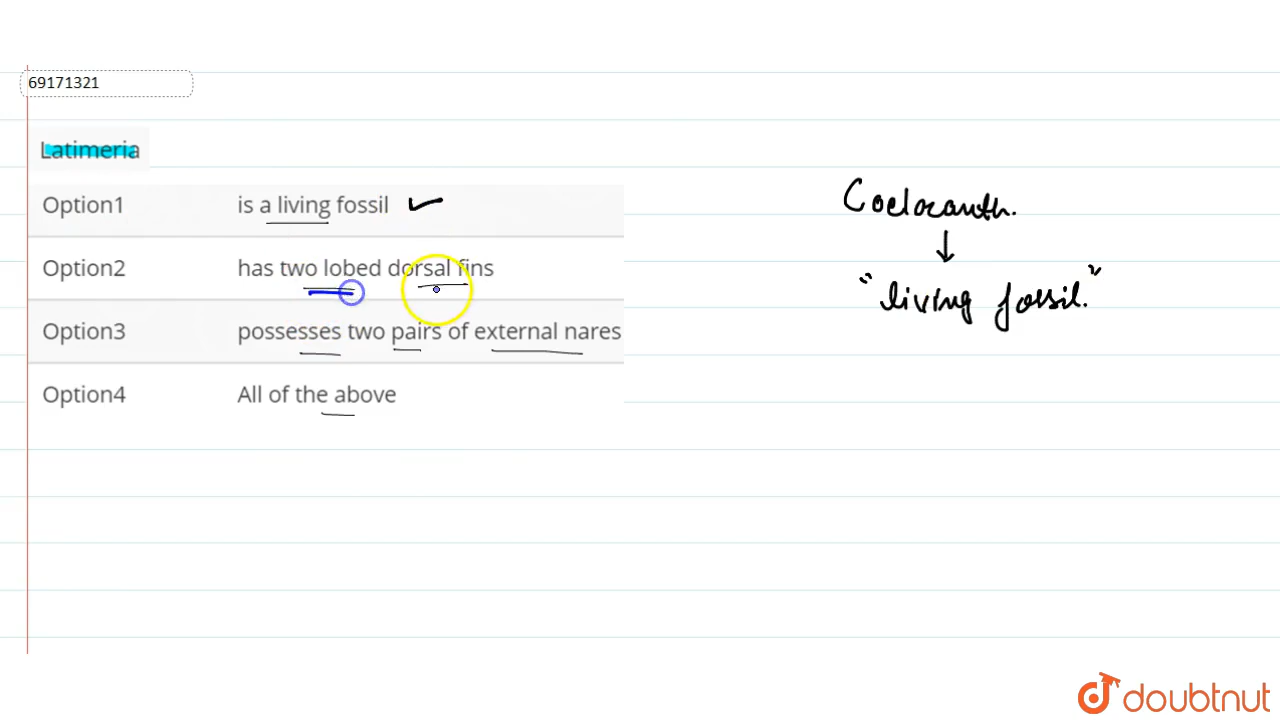 69171321
Latimeria
Option1 is a living fossil
Option2 has two lobed dorsal fins
Option3 possesses two pairs of external nares
Option4 All of the above
Coelocanth.
"living fossil."
doubtnut